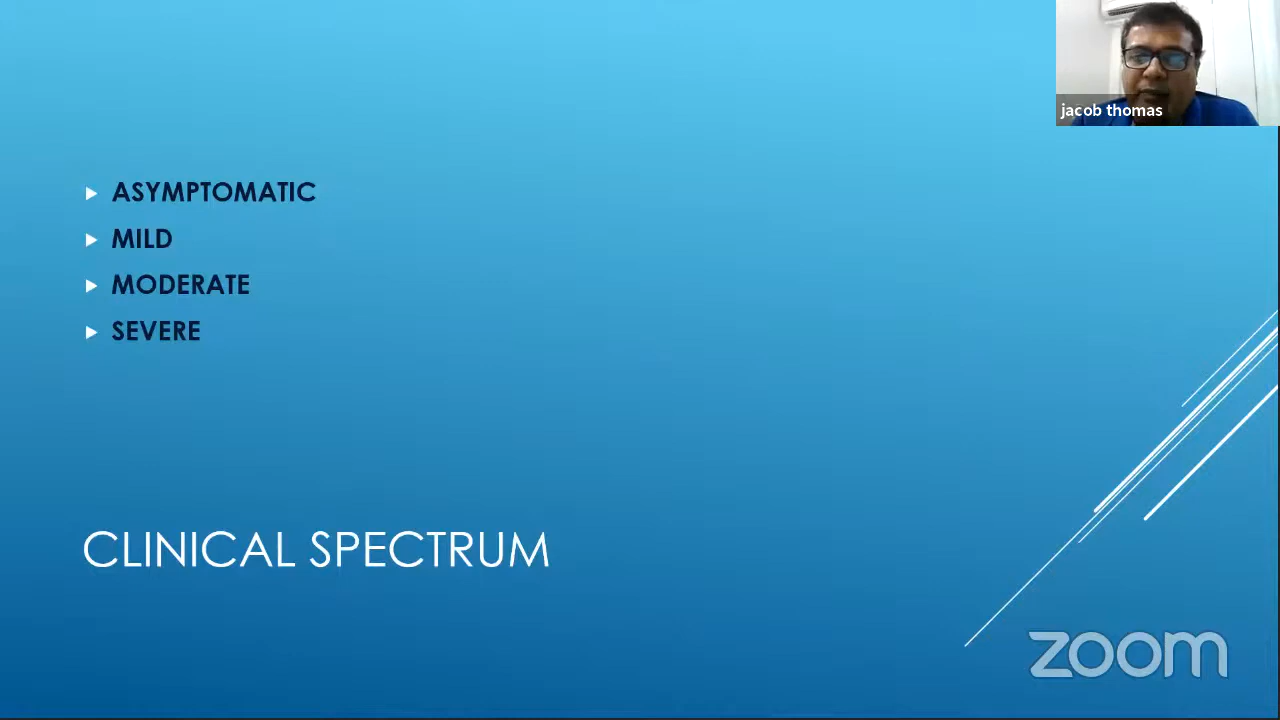 jacob thomas
ASYMPTOMATIC
MILD
MODERATE
SEVERE
CLINICAL SPECTRUM
zoom